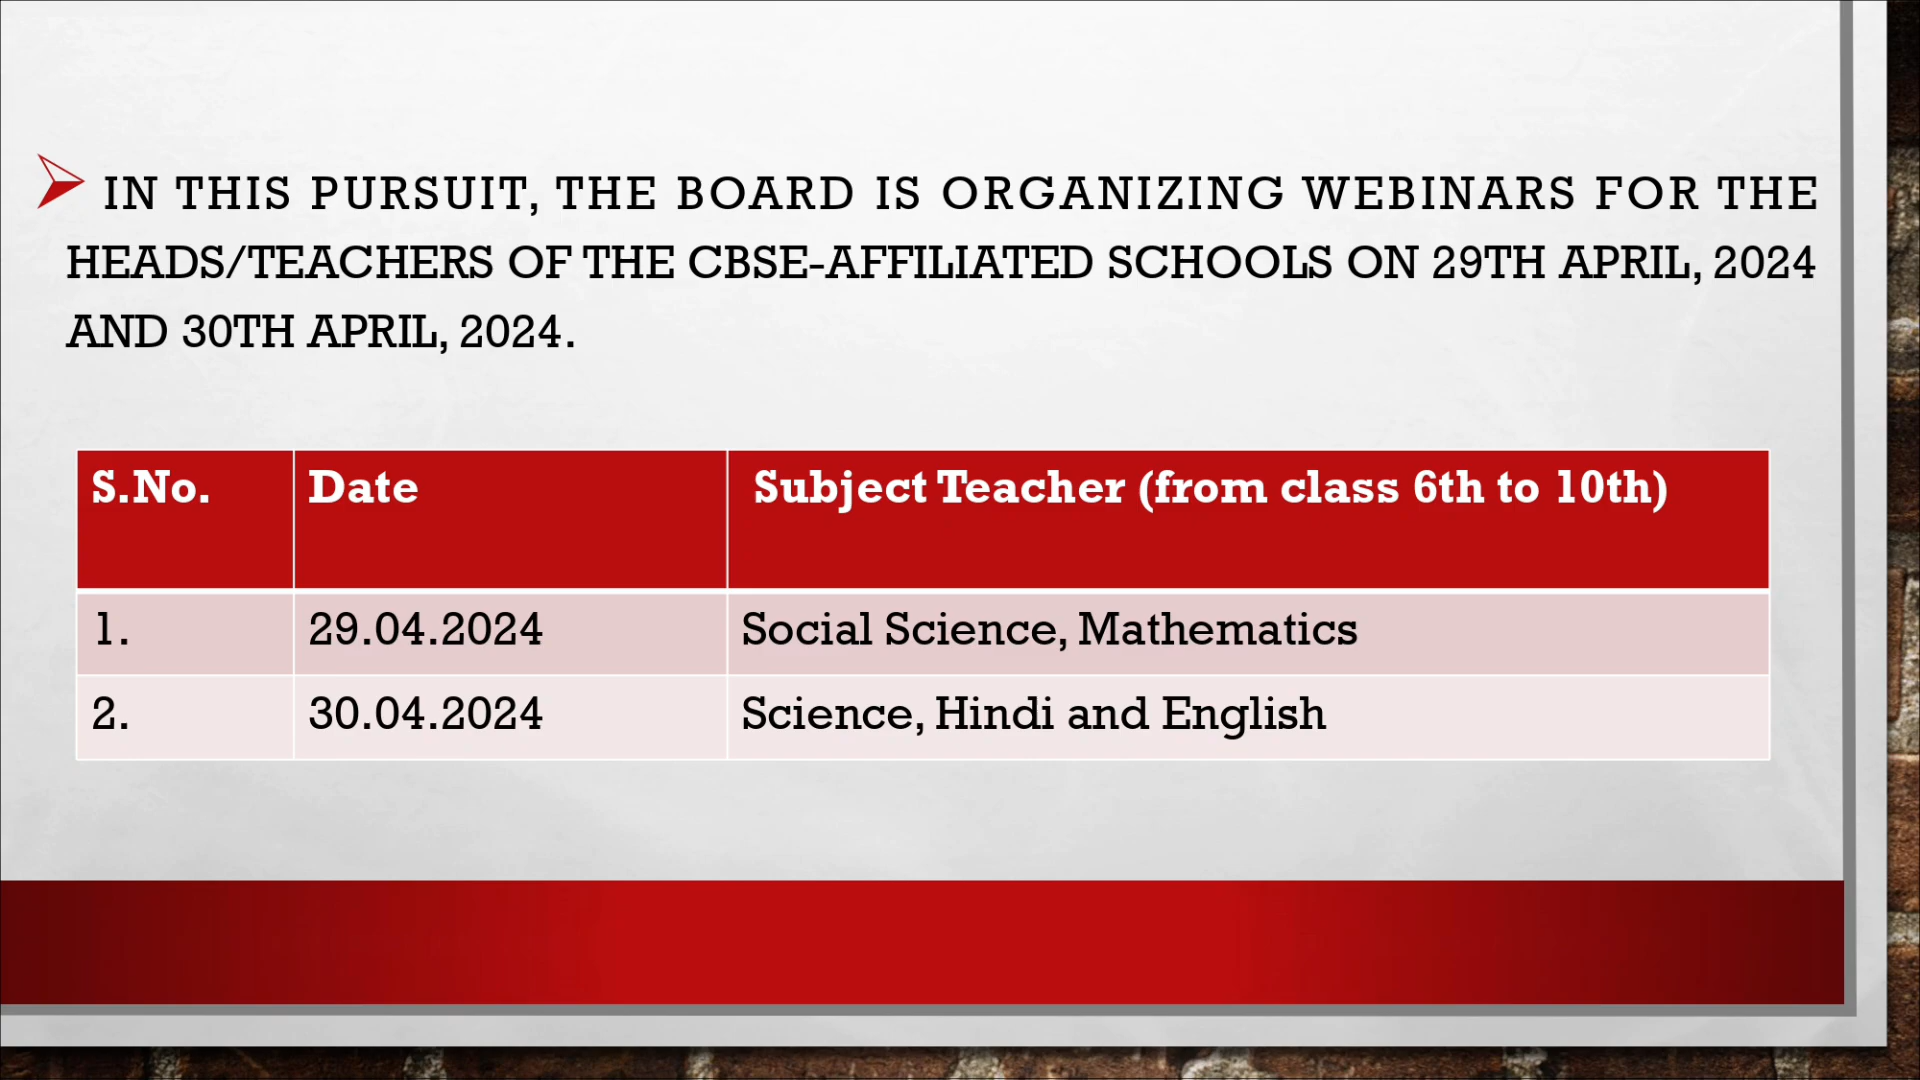 IN THIS PURSUIT, THE BOARD IS ORGANIZING WEBINARS FOR THE
HEADS/TEACHERS OF THE CBSE-AFFILIATED SCHOOLS ON 29TH APRIL, 2024
AND 30TH APRIL, 2024.
S.No. Date Subject Teacher (from class 6th to 10th)
1. 29.04.2024 Social Science, Mathematics
2. 30.04.2024 Science, Hindi and English